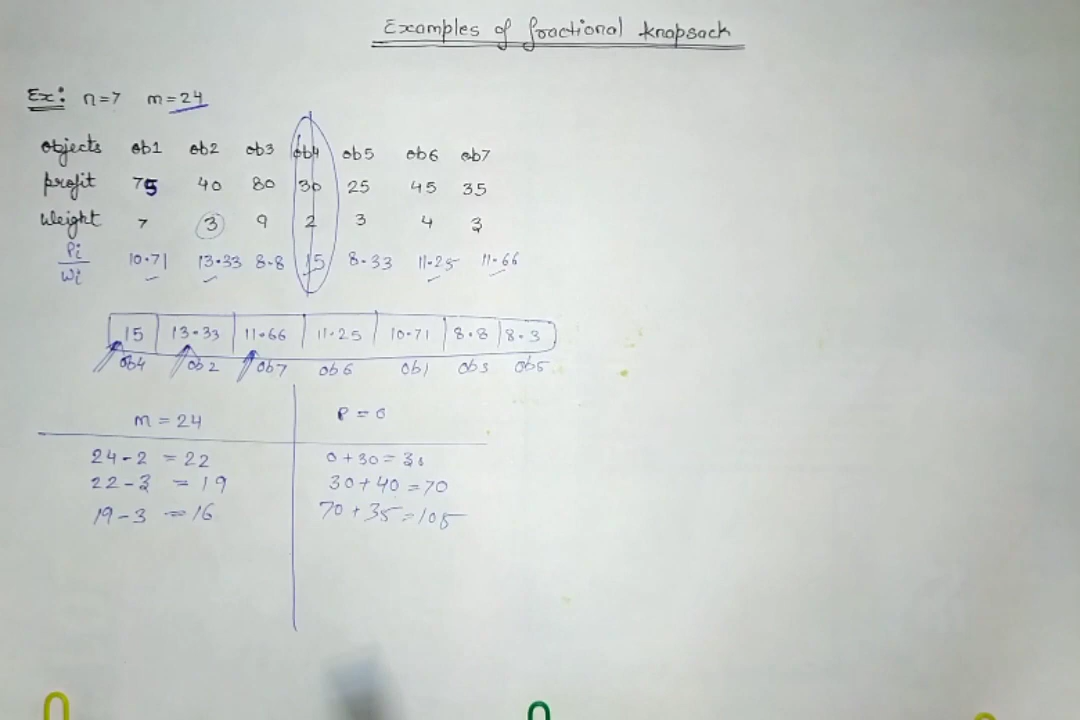 Examples of fractional knapsack
Ex: n=7 m=24
objects ob1 ob2 ob3 ob4 ob5 ob6 ob7
profit 75 40 80 30 25 45 35
Weight 7 3 9 2 3 4 3
Pi/Wi 10.71 13.33 8.8 15 8.33 11.25 11.66
15 13.33 11.66 11.25 10.71 8.8 8.3
ob4 ob2 ob7 ob6 ob1 ob3 ob5
m = 24 P = 0
24-2 = 22 0+30=30
22-3 = 19 30+40=70
19-3 = 16 70+35=105